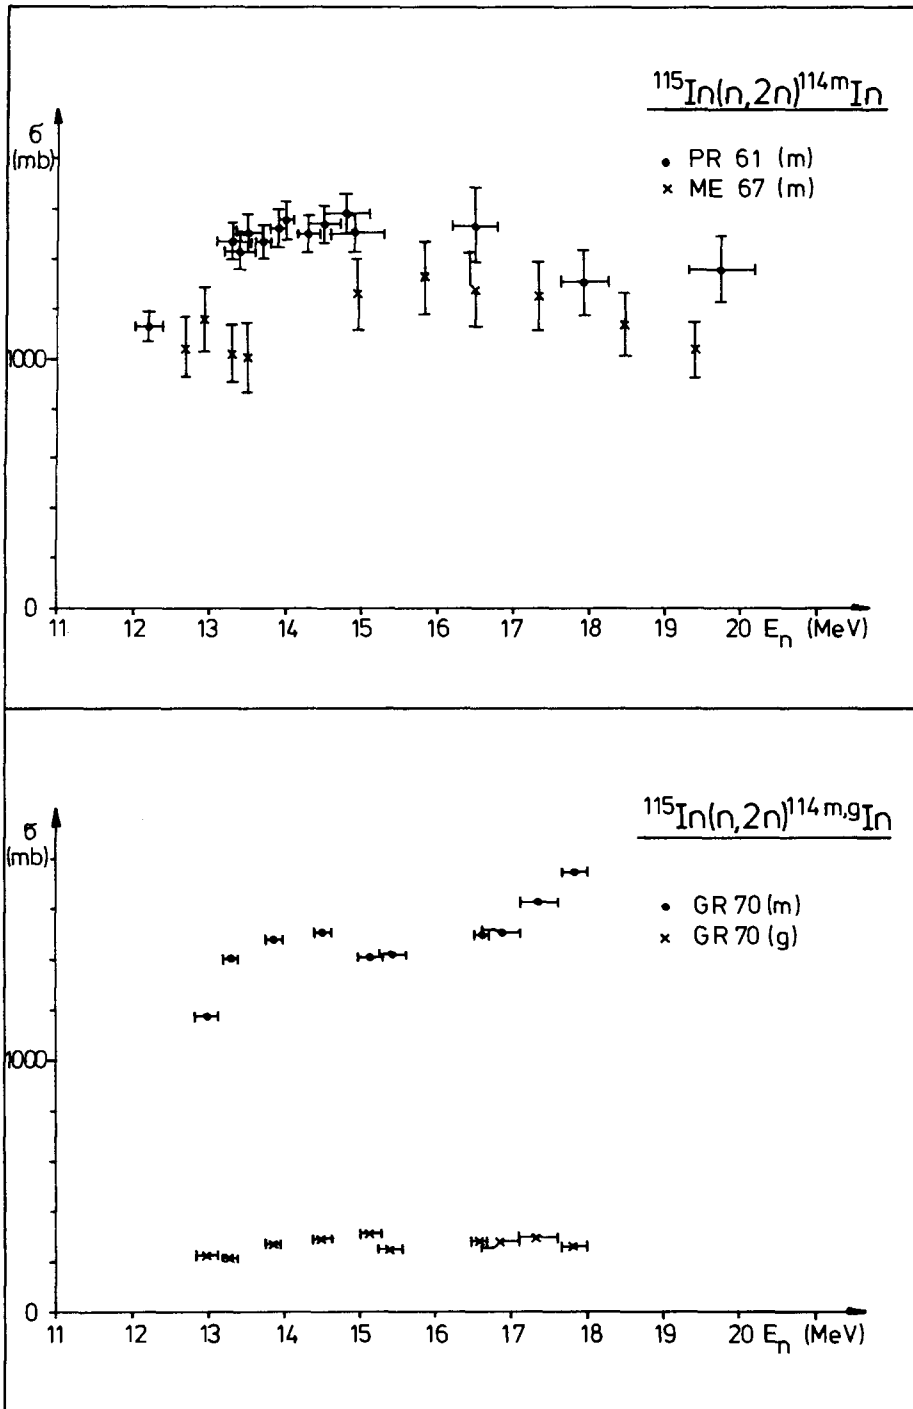 ¹¹⁵In(n,2n)¹¹⁴ᵐIn
σ
(mb)
• PR 61 (m)
× ME 67 (m)
1000
0
11 12 13 14 15 16 17 18 19 20 Eₙ (MeV)
¹¹⁵In(n,2n)¹¹⁴ᵐ,ᵍIn
σ
(mb)
• GR 70 (m)
× GR 70 (g)
1000
0
11 12 13 14 15 16 17 18 19 20 Eₙ (MeV)